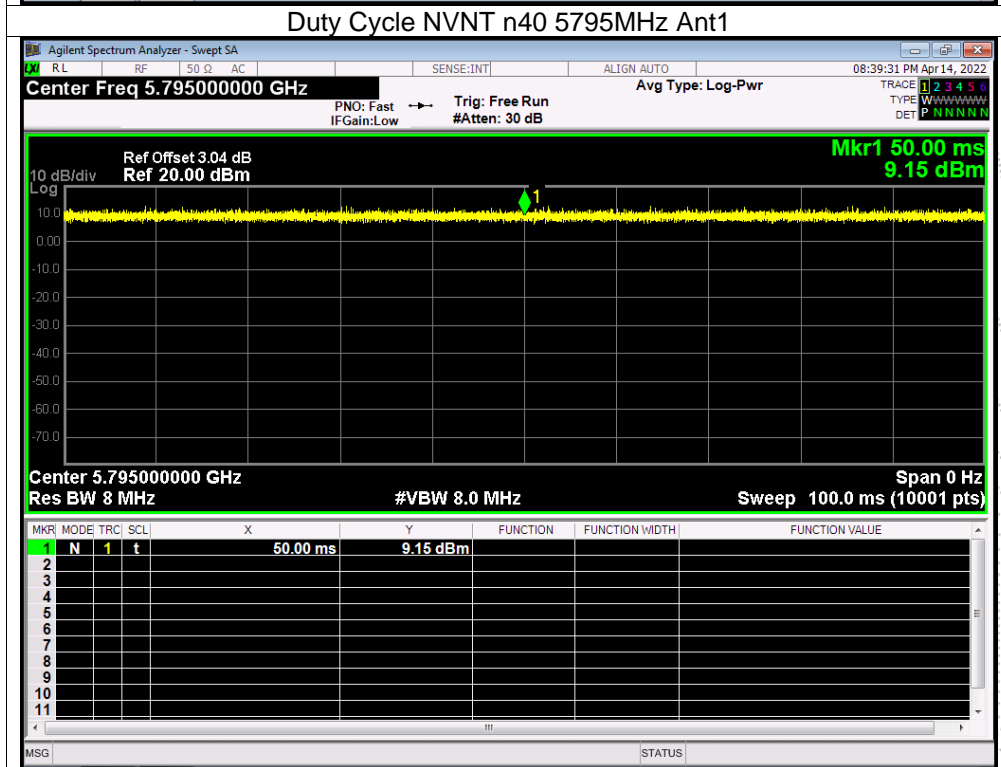 Duty Cycle NVNT n40 5795MHz Ant1
Agilent Spectrum Analyzer - Swept SA
LXI RL RF 50 Ω AC SENSE:INT ALIGN AUTO 08:39:31 PM Apr 14, 2022
Center Freq 5.795000000 GHz Avg Type: Log-Pwr TRACE 1 2 3 4 5 6
PNO: Fast Trig: Free Run TYPE WWWWWW
IFGain:Low #Atten: 30 dB DET P N N N N N
Ref Offset 3.04 dB Mkr1 50.00 ms
10 dB/div Ref 20.00 dBm 9.15 dBm
Log
1
10.0
0.00
-10.0
-20.0
-30.0
-40.0
-50.0
-60.0
-70.0
Center 5.795000000 GHz Span 0 Hz
Res BW 8 MHz #VBW 8.0 MHz Sweep 100.0 ms (10001 pts)
MKR MODE TRC SCL X Y FUNCTION FUNCTION WIDTH FUNCTION VALUE
1 N 1 t 50.00 ms 9.15 dBm
2
3
4
5
6
7
8
9
10
11
MSG STATUS